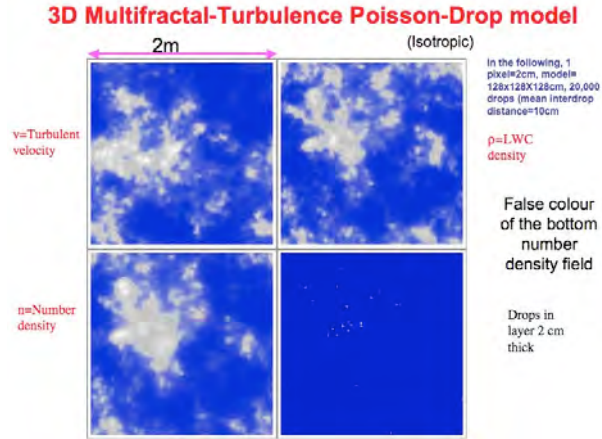 3D Multifractal-Turbulence Poisson-Drop model
2m
(Isotropic)
v=Turbulent
velocity
In the following, 1
pixel=2cm, model=
128x128X128cm, 20,000
drops (mean interdrop
distance=10cm
ρ=LWC
density
False colour
of the bottom
number
density field
n=Number
density
Drops in
layer 2 cm
thick